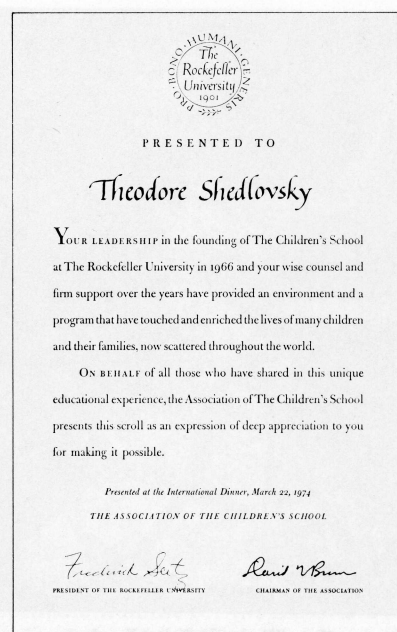 PRO · BONO · HUMANI · GENERIS
The
Rockefeller
University
1901
PRESENTED TO
Theodore Shedlovsky
YOUR LEADERSHIP in the founding of The Children's School
at The Rockefeller University in 1966 and your wise counsel and
firm support over the years have provided an environment and a
program that have touched and enriched the lives of many children
and their families, now scattered throughout the world.
ON BEHALF of all those who have shared in this unique
educational experience, the Association of The Children's School
presents this scroll as an expression of deep appreciation to you
for making it possible.
Presented at the International Dinner, March 22, 1974
THE ASSOCIATION OF THE CHILDREN'S SCHOOL
Frederick Seitz
PRESIDENT OF THE ROCKEFELLER UNIVERSITY
CHAIRMAN OF THE ASSOCIATION